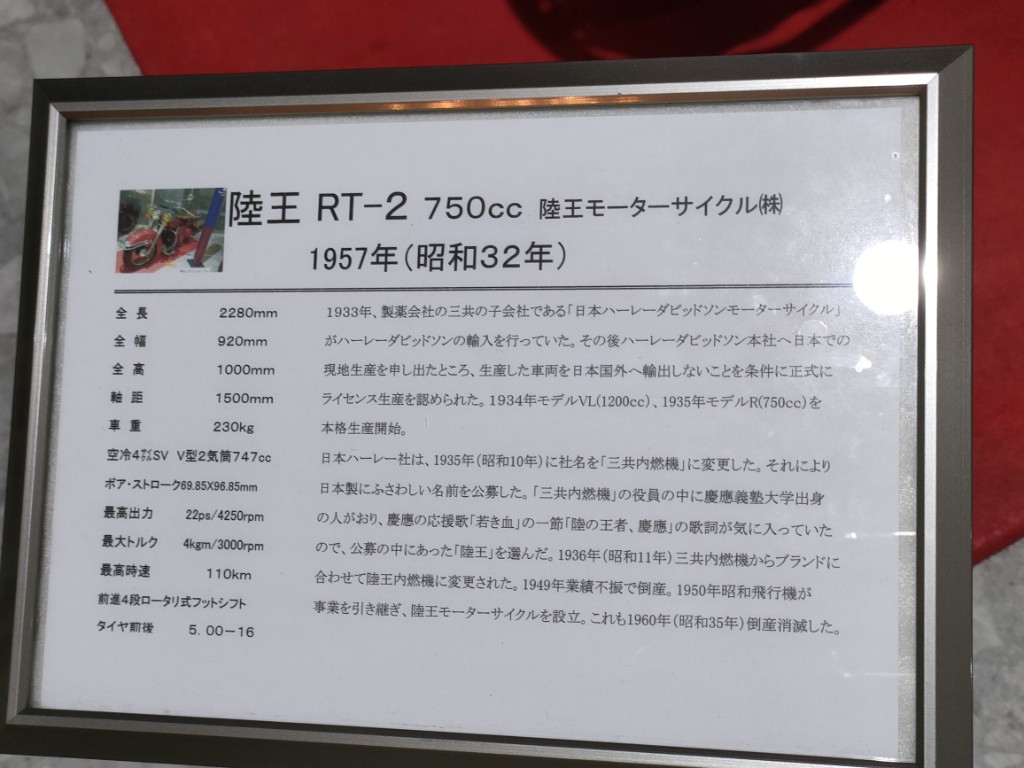 陸王 RT-2 750cc 陸王モーターサイクル㈱
1957年(昭和32年)
全 長 2280mm
全 幅 920mm
全 高 1000mm
軸 距 1500mm
車 重 230kg
空冷4サイクルSV V型2気筒747cc
ボア・ストローク69.85X96.85mm
最高出力 22ps/4250rpm
最大トルク 4kgm/3000rpm
最高時速 110km
前進4段ロータリ式フットシフト
タイヤ前後 5.00-16
1933年、製薬会社の三共の子会社である「日本ハーレーダビッドソンモーターサイクル」
がハーレーダビッドソンの輸入を行っていた。その後ハーレーダビッドソン本社へ日本での
現地生産を申し出たところ、生産した車両を日本国外へ輸出しないことを条件に正式に
ライセンス生産を認められた。1934年モデルVL(1200cc)、1935年モデルR(750cc)を
本格生産開始。
日本ハーレー社は、1935年(昭和10年)に社名を「三共内燃機」に変更した。それにより
日本製にふさわしい名前を公募した。「三共内燃機」の役員の中に慶應義塾大学出身
の人がおり、慶應の応援歌「若き血」の一節「陸の王者、慶應」の歌詞が気に入っていた
ので、公募の中にあった「陸王」を選んだ。1936年(昭和11年)三共内燃機からブランドに
合わせて陸王内燃機に変更された。1949年業績不振で倒産。1950年昭和飛行機が
事業を引き継ぎ、陸王モーターサイクルを設立。これも1960年(昭和35年)倒産消滅した。